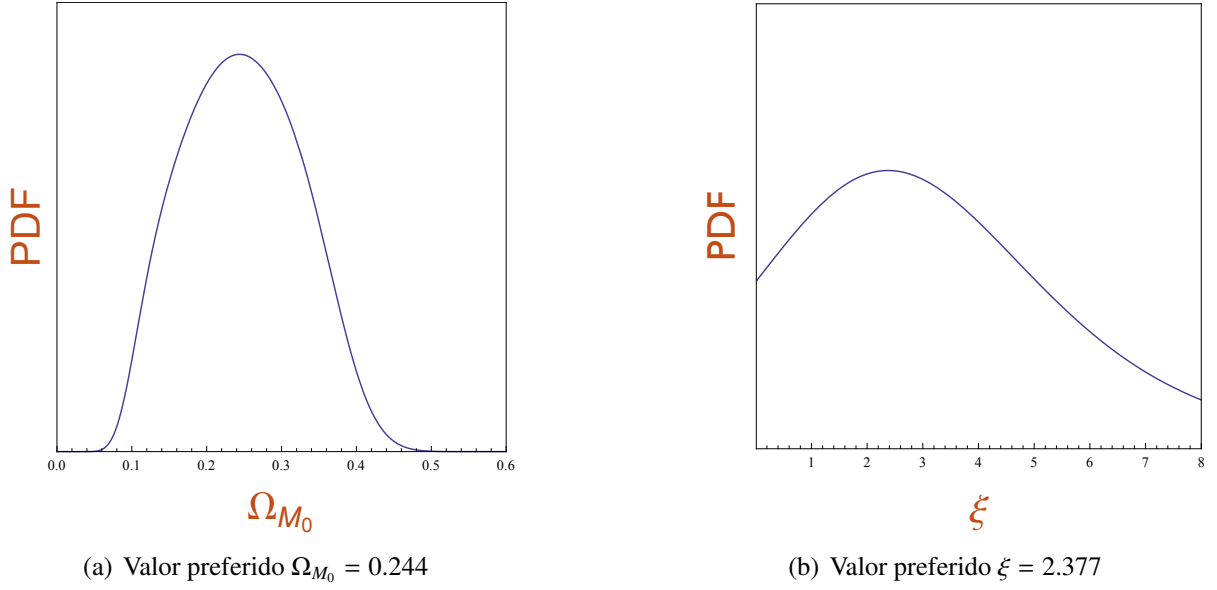 PDF
0.0 0.1 0.2 0.3 0.4 0.5 0.6
Ω_{M_0}
(a) Valor preferido Ω_{M_0} = 0.244
PDF
1 2 3 4 5 6 7 8
ξ
(b) Valor preferido ξ = 2.377